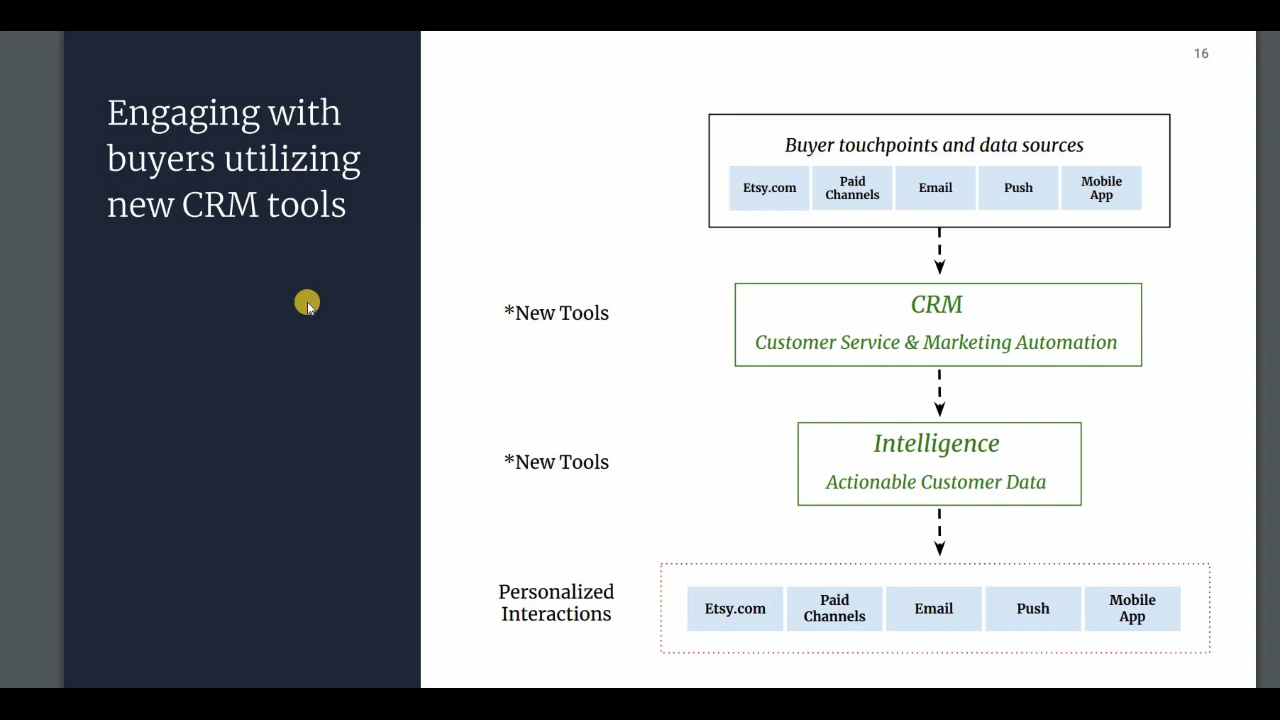 16
Engaging with
buyers utilizing
new CRM tools
Buyer touchpoints and data sources
Etsy.com
Paid
Channels
Email
Push
Mobile
App
*New Tools
CRM
Customer Service & Marketing Automation
*New Tools
Intelligence
Actionable Customer Data
Personalized
Interactions
Etsy.com
Paid
Channels
Email
Push
Mobile
App